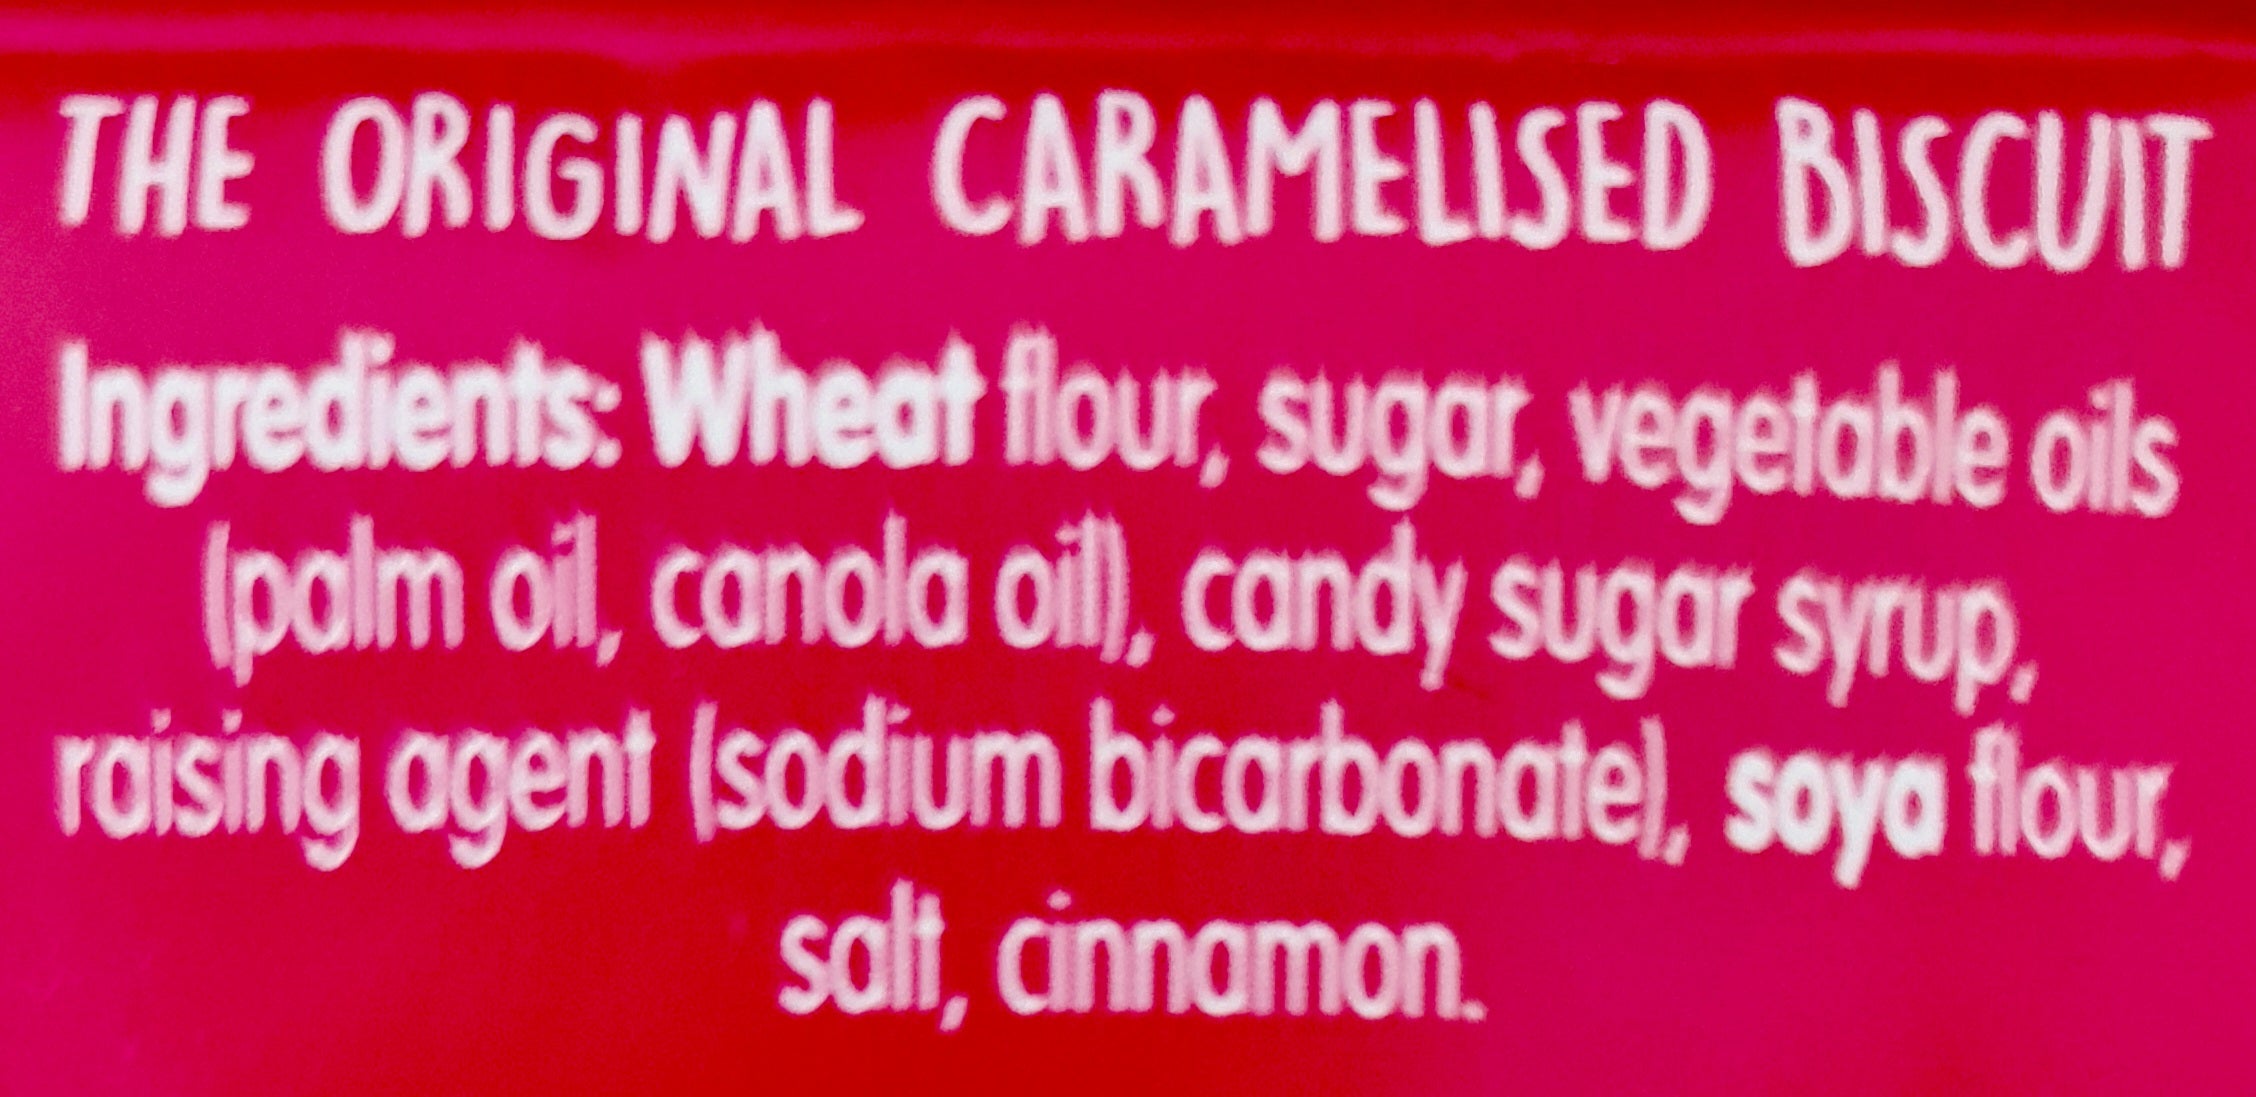 THE ORIGINAL CARAMELISED BISCUIT
Ingredients: Wheat flour, sugar, vegetable oils
(palm oil, canola oil), candy sugar syrup,
raising agent (sodium bicarbonate), soya flour,
salt, cinnamon.